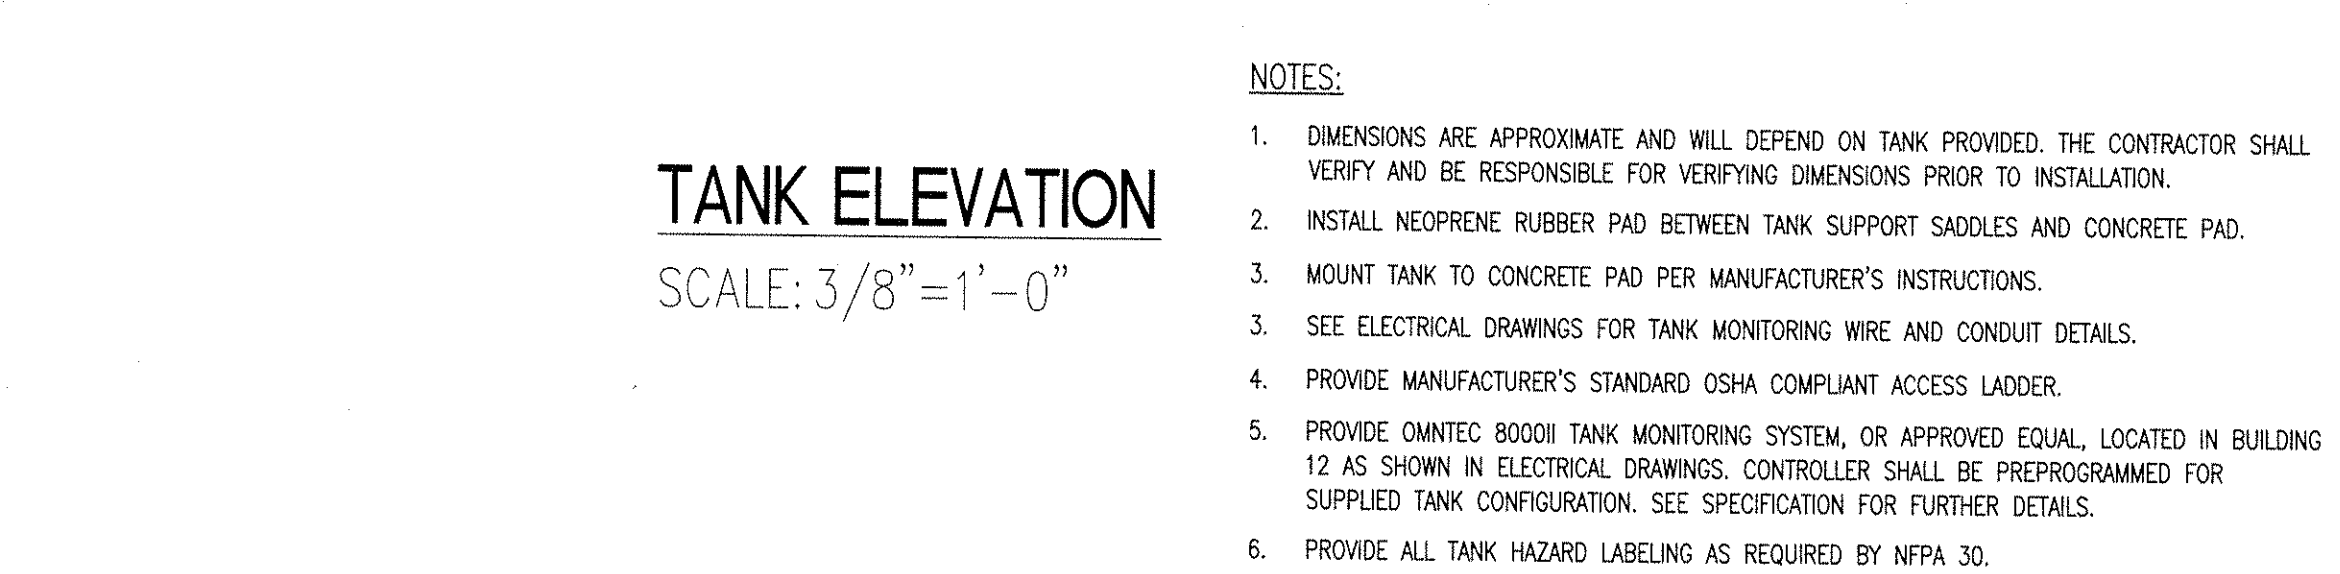 TANK ELEVATION
SCALE: 3/8"=1'-0"
NOTES:
1. DIMENSIONS ARE APPROXIMATE AND WILL DEPEND ON TANK PROVIDED. THE CONTRACTOR SHALL
VERIFY AND BE RESPONSIBLE FOR VERIFYING DIMENSIONS PRIOR TO INSTALLATION.
2. INSTALL NEOPRENE RUBBER PAD BETWEEN TANK SUPPORT SADDLES AND CONCRETE PAD.
3. MOUNT TANK TO CONCRETE PAD PER MANUFACTURER'S INSTRUCTIONS.
3. SEE ELECTRICAL DRAWINGS FOR TANK MONITORING WIRE AND CONDUIT DETAILS.
4. PROVIDE MANUFACTURER'S STANDARD OSHA COMPLIANT ACCESS LADDER.
5. PROVIDE OMNTEC 8000II TANK MONITORING SYSTEM, OR APPROVED EQUAL, LOCATED IN BUILDING
12 AS SHOWN IN ELECTRICAL DRAWINGS. CONTROLLER SHALL BE PREPROGRAMMED FOR
SUPPLIED TANK CONFIGURATION. SEE SPECIFICATION FOR FURTHER DETAILS.
6. PROVIDE ALL TANK HAZARD LABELING AS REQUIRED BY NFPA 30.